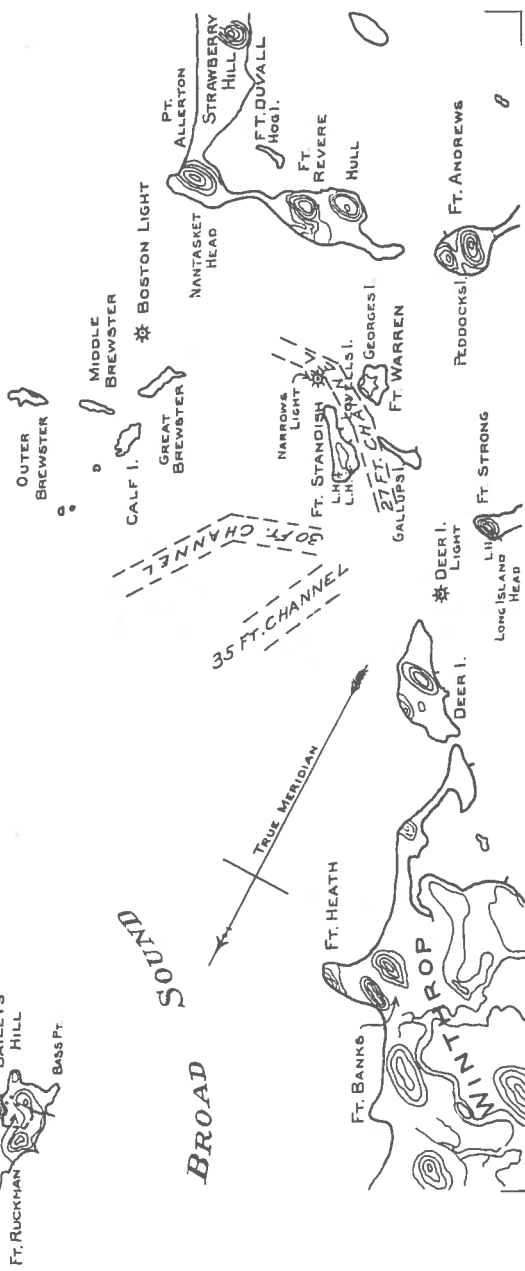 OUTER
BREWSTER
MIDDLE
BREWSTER
CALF I.
GREAT
BREWSTER
BOSTON LIGHT
PT.
ALLERTON
STRAWBERRY
HILL
NANTASKET
HEAD
FT. DUVALL
HOG I.
FT.
REVERE
HULL
FT. ANDREWS
PEDDOCKS I.
NARROWS
LIGHT
FT. STANDISH
LOVELLS I.
L.H.
L.H.
GEORGES I.
FT. WARREN
27 FT. CHAN
GALLUPS I.
FT. STRONG
L.H.
LONG ISLAND
HEAD
DEER I.
LIGHT
DEER I.
CHANNEL
30 FT.
35 FT. CHANNEL
TRUE MERIDIAN
BROAD
SOUND
FT. HEATH
FT. BANKS
WINTHROP
HILL
BASS PT.
FT. RUCKMAN